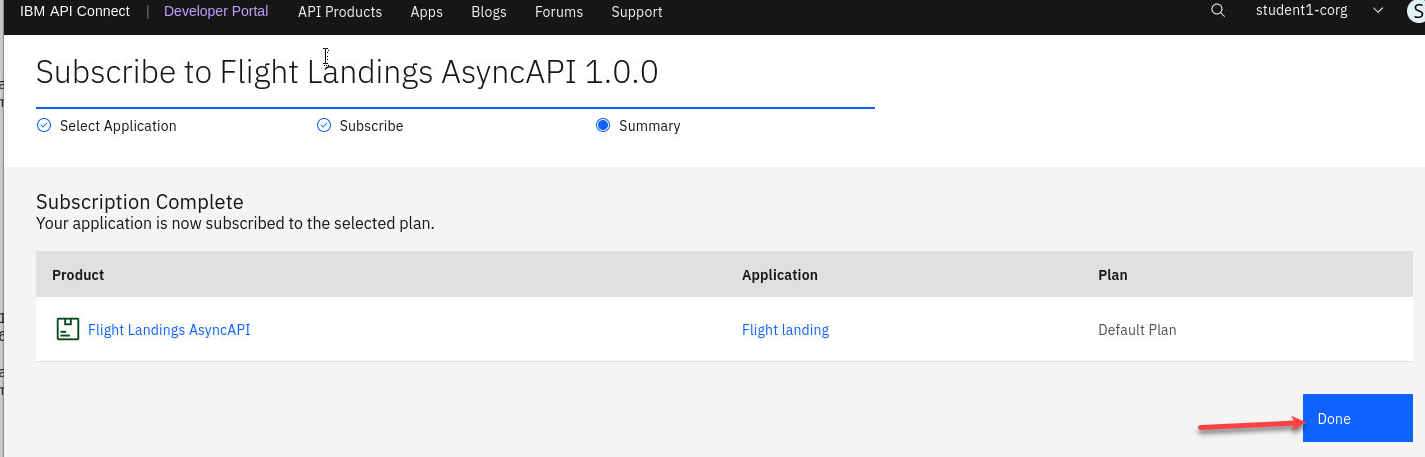 IBM API Connect | Developer Portal API Products Apps Blogs Forums Support student1-corg S
Subscribe to Flight Landings AsyncAPI 1.0.0
Select Application Subscribe Summary
Subscription Complete
Your application is now subscribed to the selected plan.
Product Application Plan
Flight Landings AsyncAPI Flight landing Default Plan
Done